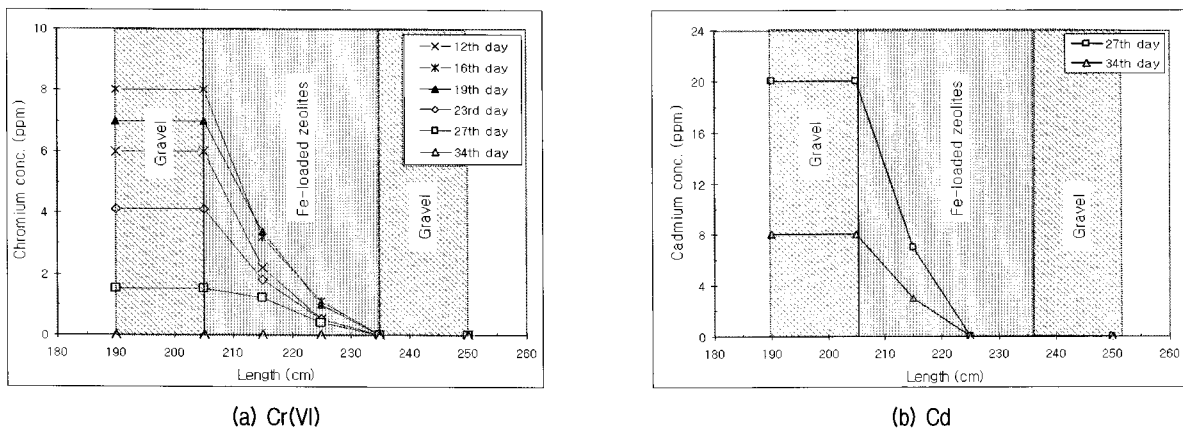 10
8
6
4
2
0
Chromium conc. (ppm)
Gravel
Fe-loaded zeolites
Gravel
12th day
16th day
19th day
23rd day
27th day
34th day
180 190 200 210 220 230 240 250 260
Length (cm)
(a) Cr(VI)
24
20
16
12
8
4
0
Cadmium conc. (ppm)
Gravel
Fe-loaded zeolites
Gravel
27th day
34th day
180 190 200 210 220 230 240 250 260
Length (cm)
(b) Cd